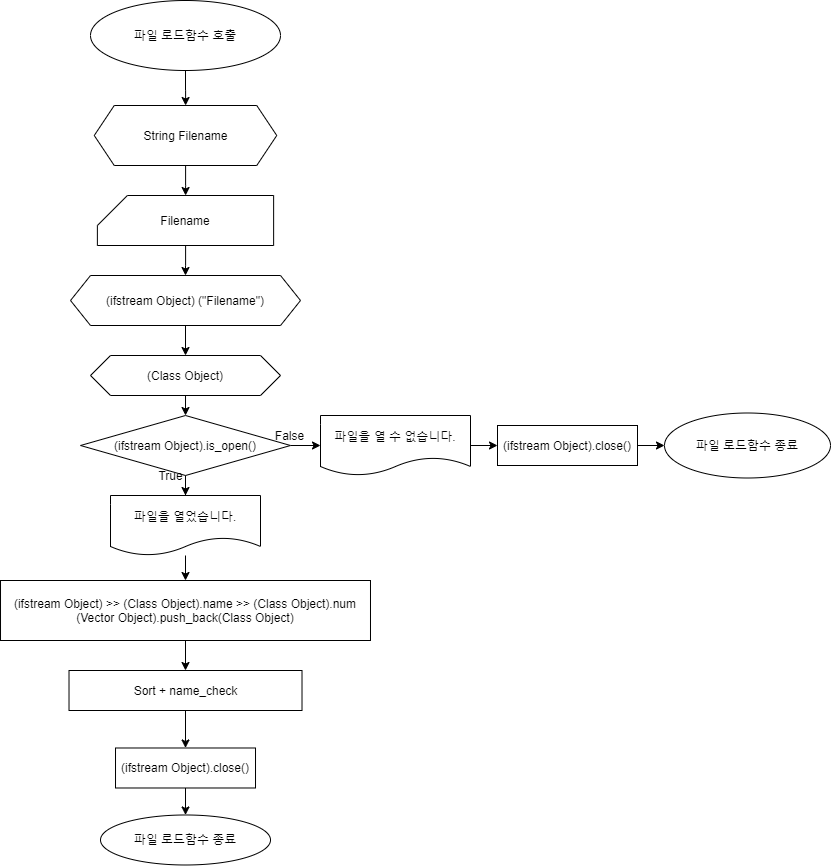 파일 로드함수 호출
String Filename
Filename
(ifstream Object) ("Filename")
(Class Object)
(ifstream Object).is_open()
False
파일을 열 수 없습니다.
(ifstream Object).close()
파일 로드함수 종료
True
파일을 열었습니다.
(ifstream Object) >> (Class Object).name >> (Class Object).num
(Vector Object).push_back(Class Object)
Sort + name_check
(ifstream Object).close()
파일 로드함수 종료